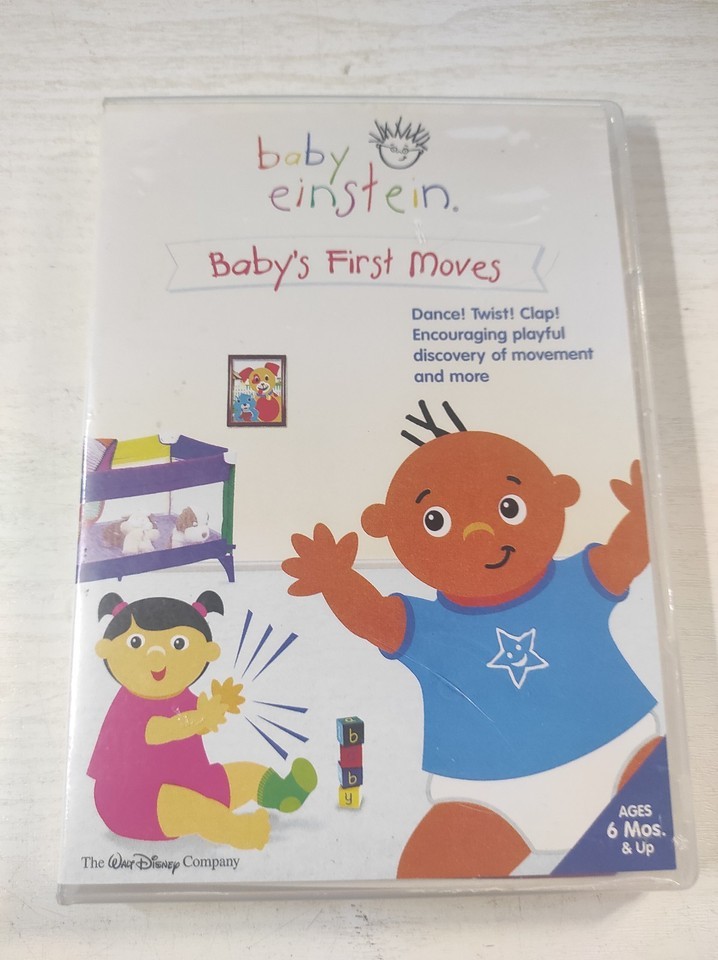 baby
einstein.
Baby's First Moves
Dance! Twist! Clap!
Encouraging playful
discovery of movement
and more
b
b
y
AGES
6 Mos.
& Up
The WALT DISNEY Company